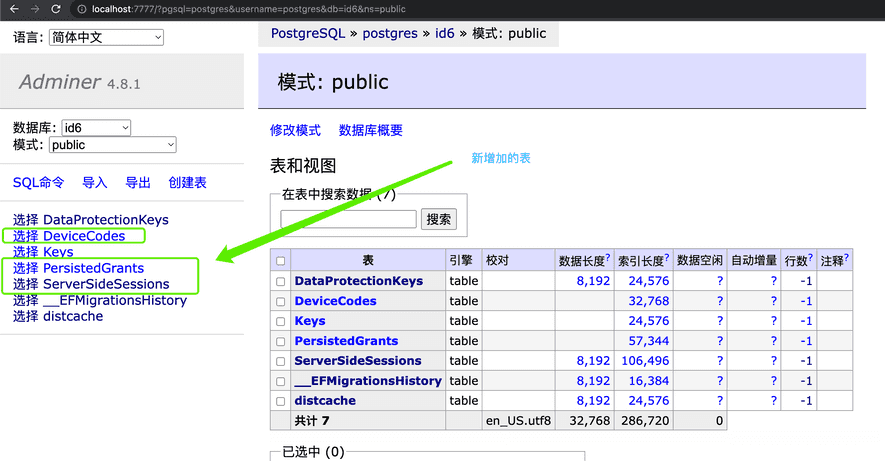 localhost:7777/?pgsql=postgres&username=postgres&db=id6&ns=public
语言: 简体中文
PostgreSQL » postgres » id6 » 模式: public
Adminer 4.8.1
模式: public
数据库: id6
模式: public
修改模式 数据库概要
SQL命令 导入 导出 创建表
新增加的表
表和视图
在表中搜索数据 (7)
搜索
选择 DataProtectionKeys
选择 DeviceCodes
选择 Keys
选择 PersistedGrants
选择 ServerSideSessions
选择 __EFMigrationsHistory
选择 distcache
表 引擎 校对 数据长度? 索引长度? 数据空闲 自动增量 行数? 注释?
DataProtectionKeys table 8,192 24,576 ? ? -1
DeviceCodes table 32,768 ? ? -1
Keys table 24,576 ? ? -1
PersistedGrants table 57,344 ? ? -1
ServerSideSessions table 8,192 106,496 ? ? -1
__EFMigrationsHistory table 8,192 16,384 ? ? -1
distcache table 8,192 24,576 ? ? -1
共计 7 en_US.utf8 32,768 286,720 0
已选中 (0)